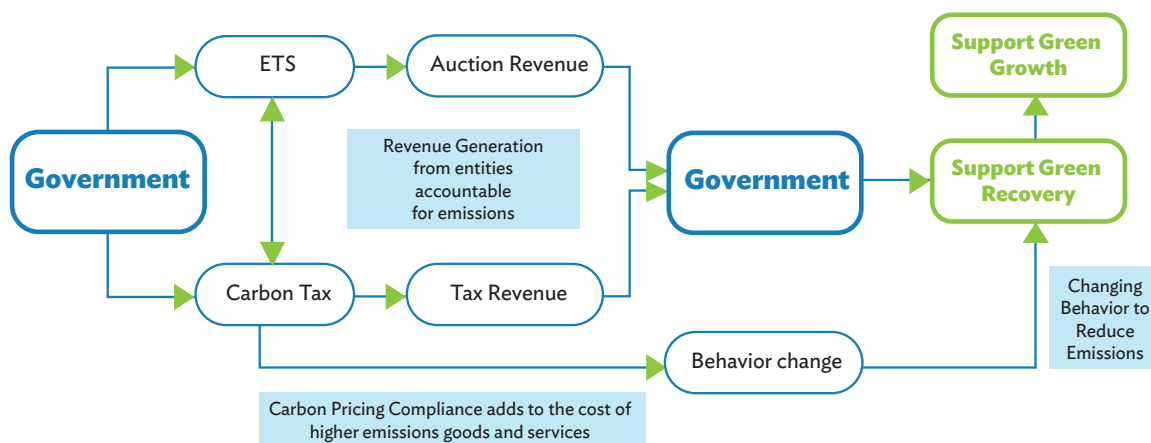 ETS
Auction Revenue
Support Green
Growth
Government
Revenue Generation
from entities
accountable
for emissions
Government
Support Green
Recovery
Carbon Tax
Tax Revenue
Changing
Behavior to
Reduce
Emissions
Behavior change
Carbon Pricing Compliance adds to the cost of
higher emissions goods and services